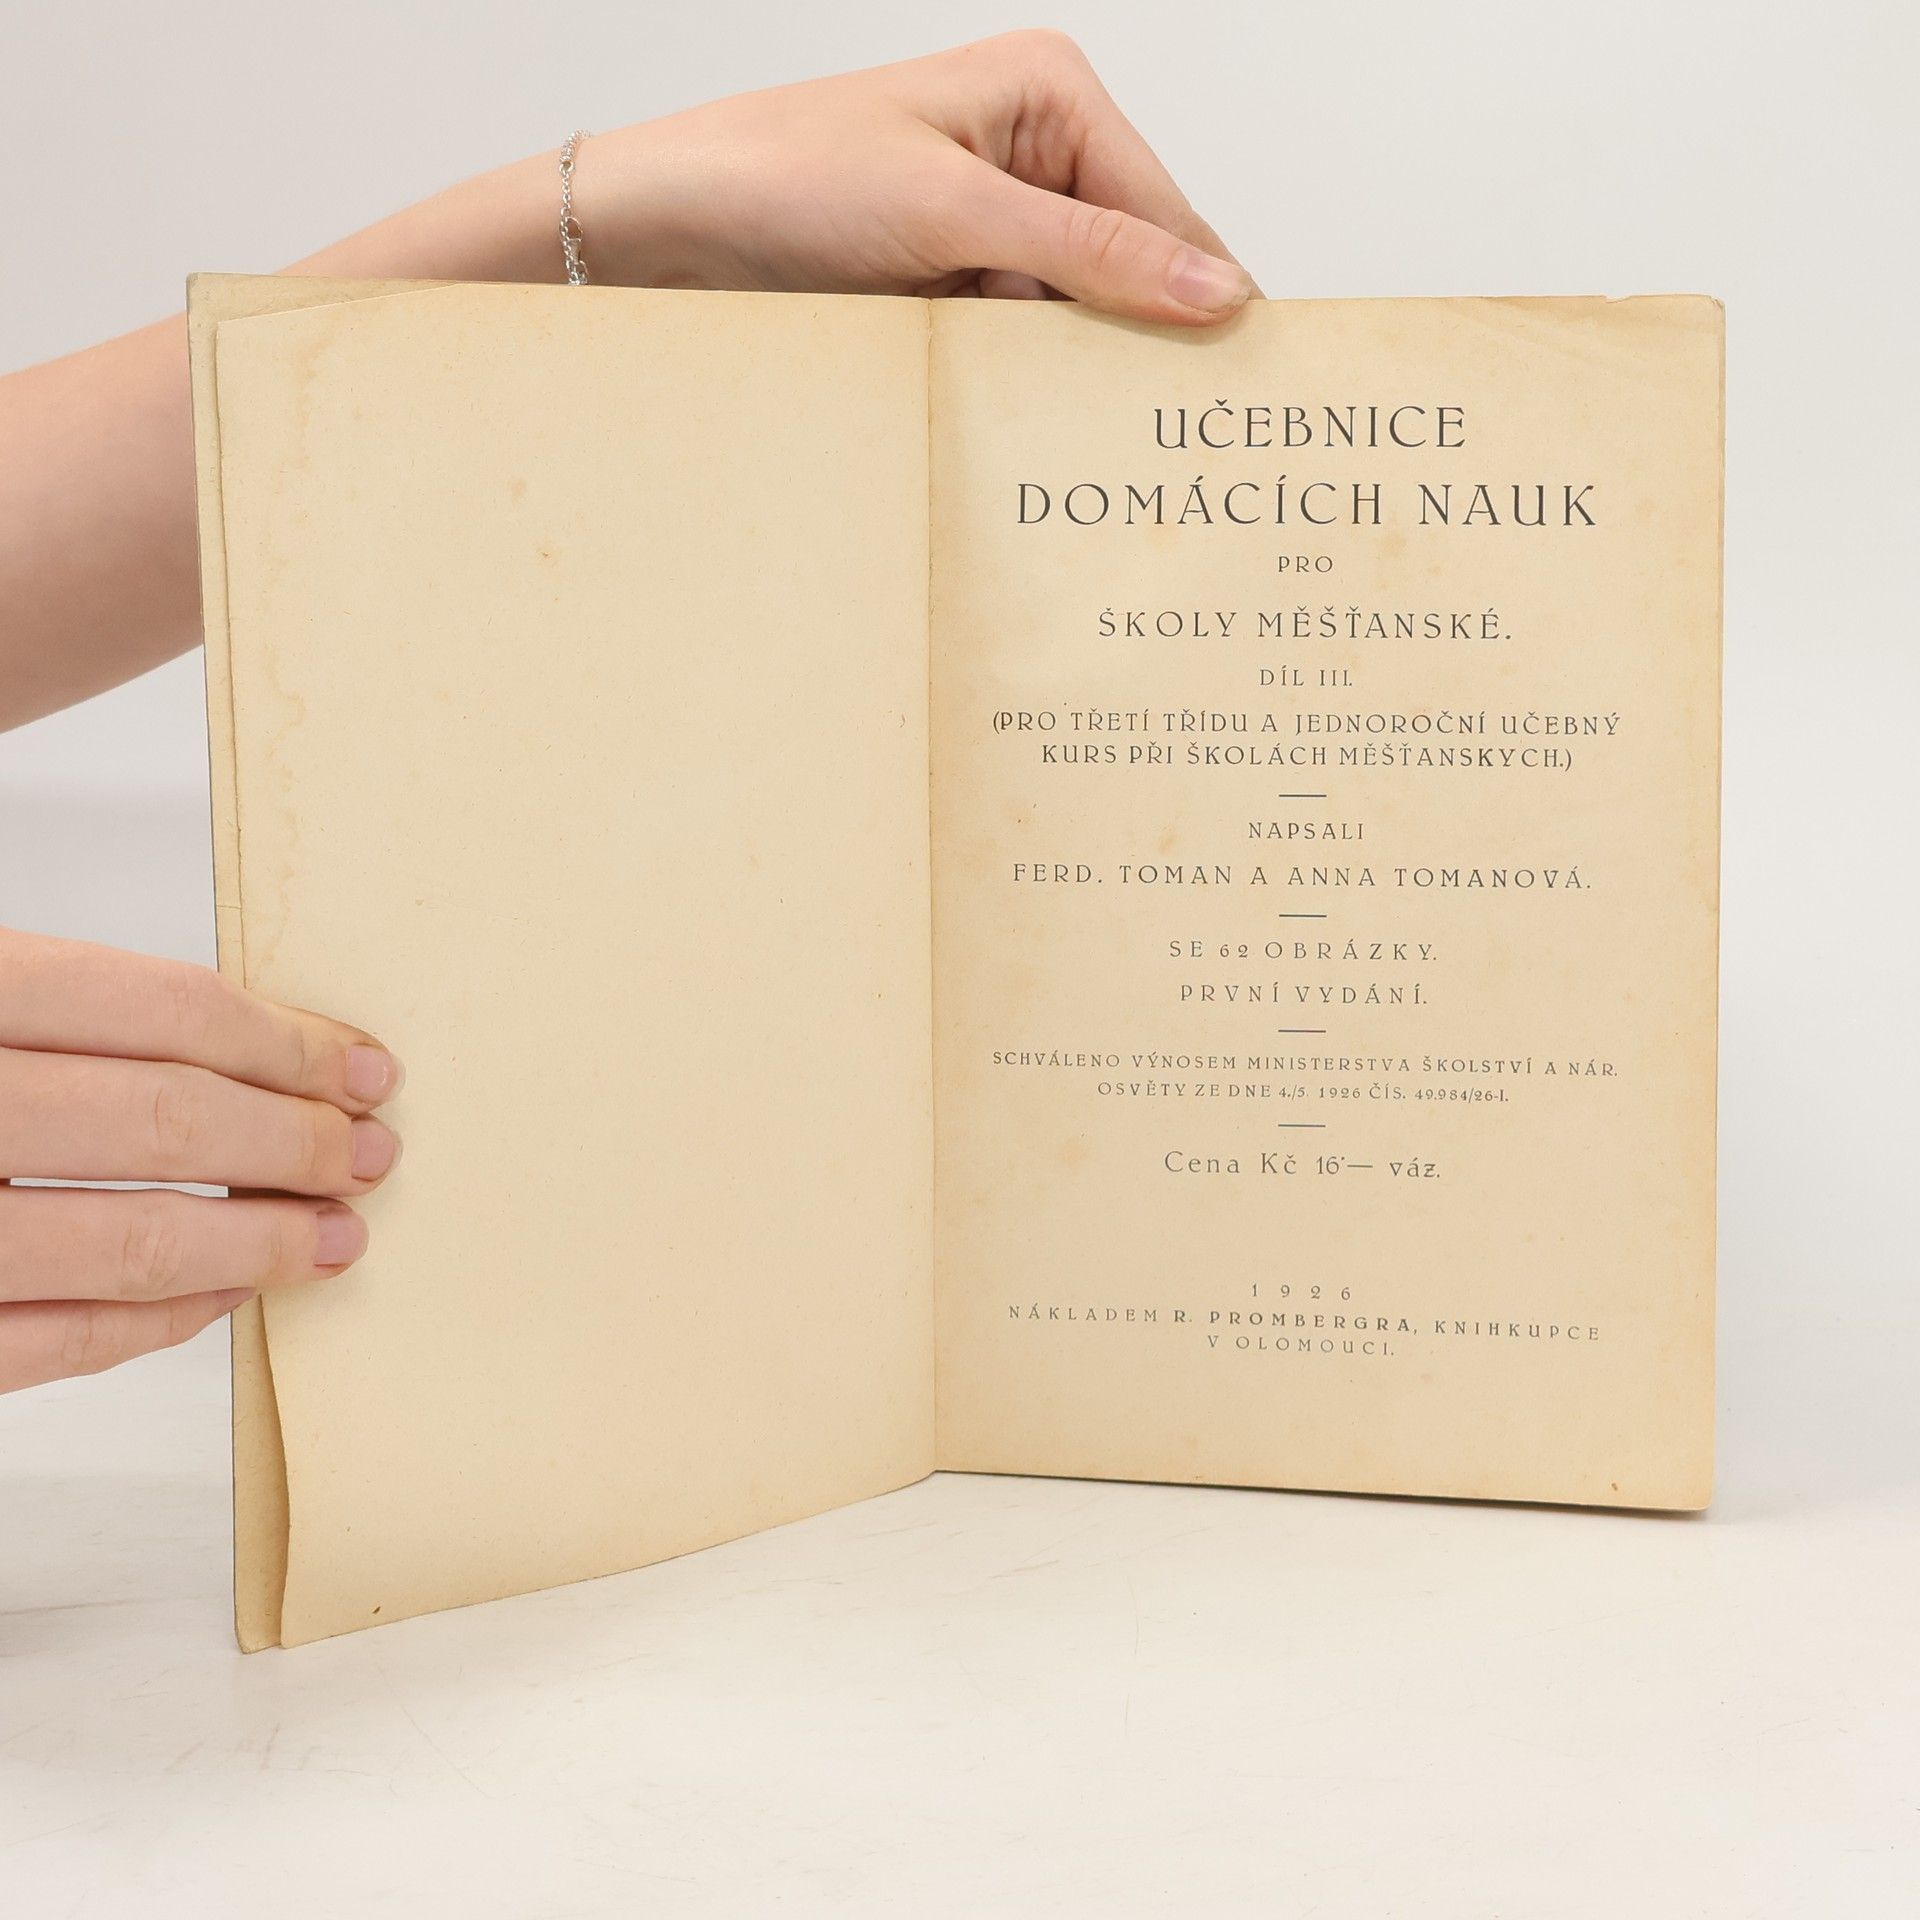 UČEBNICE
DOMÁCÍCH NAUK
PRO
ŠKOLY MĚŠŤANSKÉ.
DÍL III.
(PRO TŘETÍ TŘÍDU A JEDNOROČNÍ UČEBNÝ
KURS PŘI ŠKOLÁCH MĚŠŤANSKYCH.)
NAPSALI
FERD. TOMAN A ANNA TOMANOVÁ.
SE 62 OBRÁZKY.
PRVNÍ VYDÁNÍ.
SCHVÁLENO VÝNOSEM MINISTERSTVA ŠKOLSTVÍ A NÁR.
OSVĚTY ZE DNE 4./5. 1926 ČÍS. 49.984/26-I.
Cena Kč 16·— váz.
1926
NÁKLADEM R. PROMBERGRA, KNIHKUPCE
V OLOMOUCI.